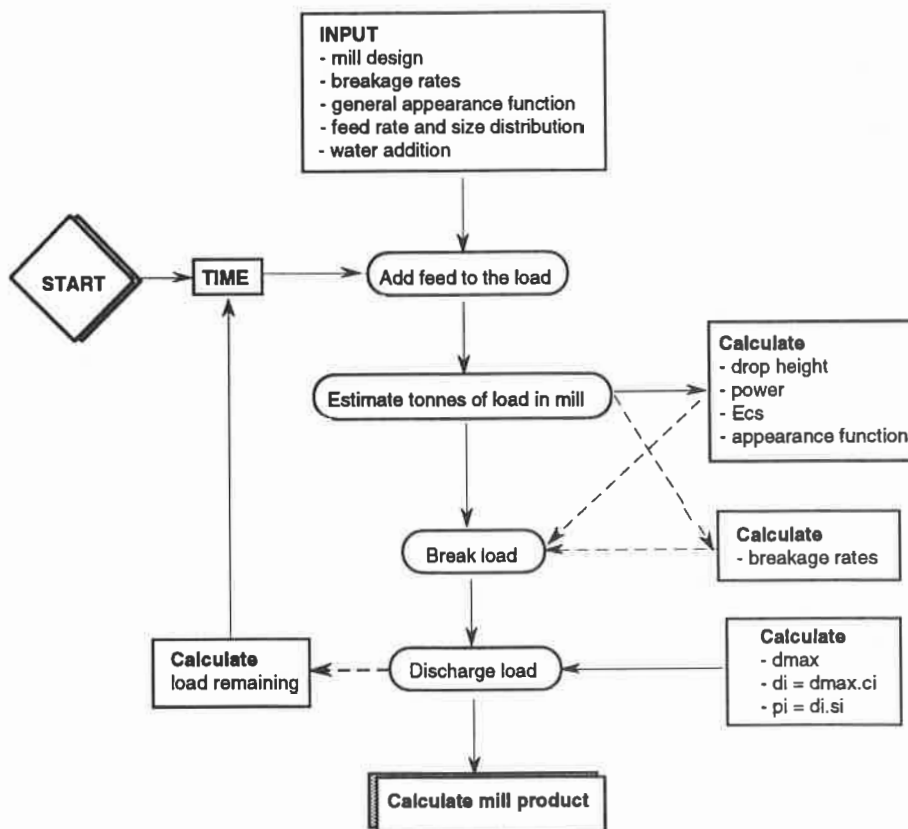 INPUT
- mill design
- breakage rates
- general appearance function
- feed rate and size distribution
- water addition
START
TIME
Add feed to the load
Estimate tonnes of load in mill
Calculate
- drop height
- power
- Ecs
- appearance function
Break load
Calculate
- breakage rates
Calculate
load remaining
Discharge load
Calculate
- dmax
- di = dmax.ci
- pi = di.si
Calculate mill product